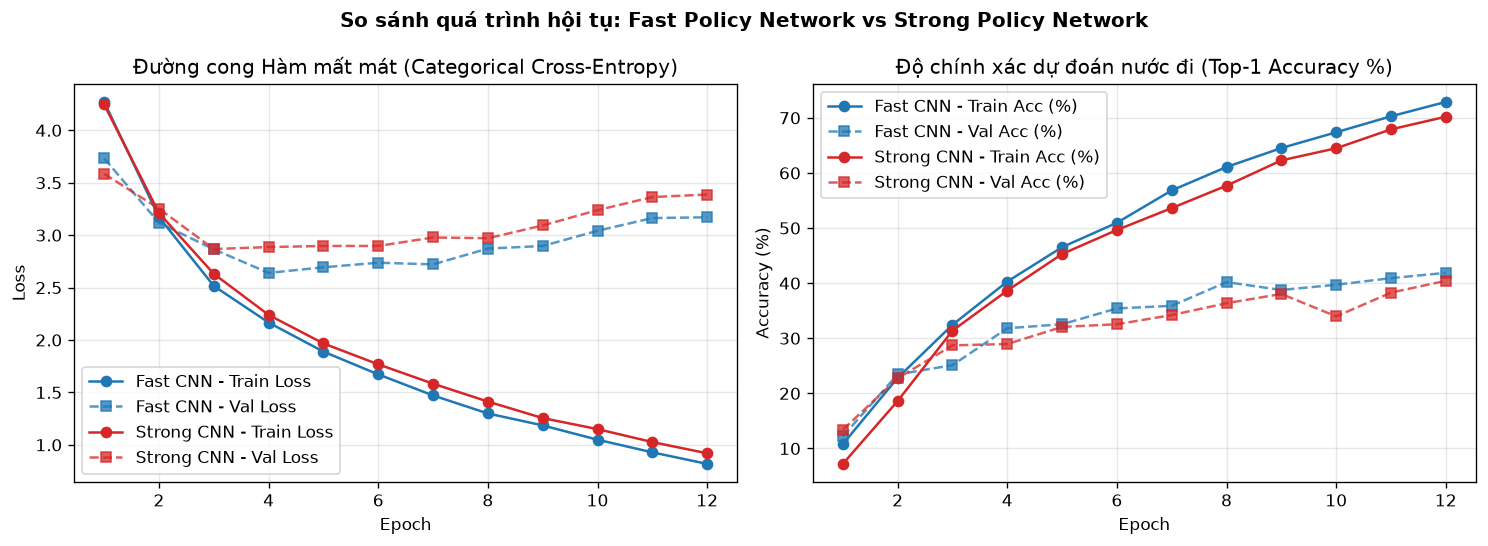 So sánh quá trình hội tụ: Fast Policy Network vs Strong Policy Network
Đường cong Hàm mất mát (Categorical Cross-Entropy)
Loss
4.0
3.5
3.0
2.5
2.0
1.5
1.0
Fast CNN - Train Loss
Fast CNN - Val Loss
Strong CNN - Train Loss
Strong CNN - Val Loss
2 4 6 8 10 12
Epoch
Độ chính xác dự đoán nước đi (Top-1 Accuracy %)
Accuracy (%)
70
60
50
40
30
20
10
Fast CNN - Train Acc (%)
Fast CNN - Val Acc (%)
Strong CNN - Train Acc (%)
Strong CNN - Val Acc (%)
2 4 6 8 10 12
Epoch